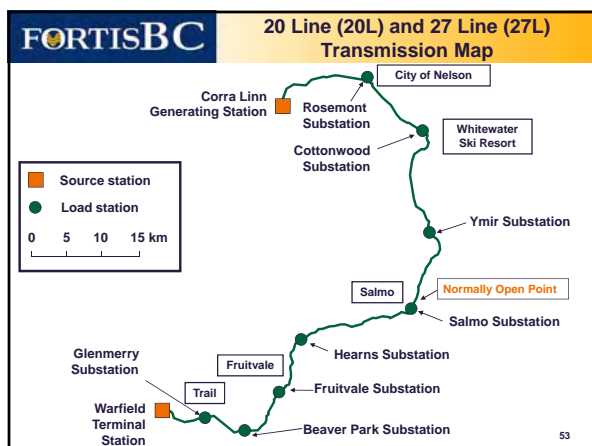 FORTISBC
20 Line (20L) and 27 Line (27L)
Transmission Map
City of Nelson
Corra Linn
Generating Station
Rosemont
Substation
Whitewater
Ski Resort
Cottonwood
Substation
Source station
Load station
0 5 10 15 km
Ymir Substation
Normally Open Point
Salmo
Salmo Substation
Hearns Substation
Glenmerry
Substation
Fruitvale
Trail
Fruitvale Substation
Warfield
Terminal
Station
Beaver Park Substation
53